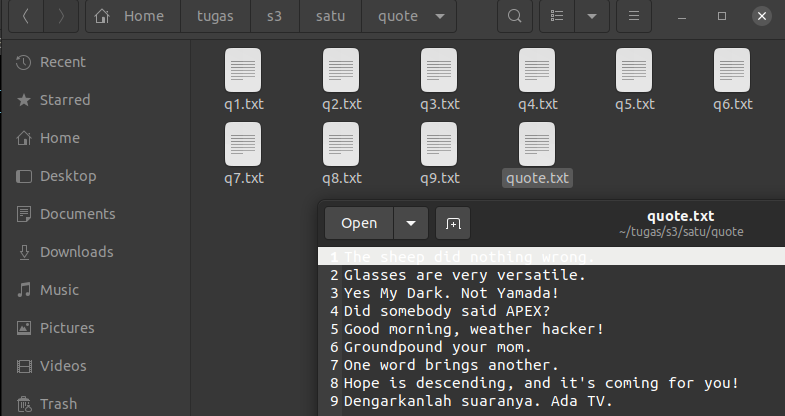 Home tugas s3 satu quote
Recent
Starred
Home
Desktop
Documents
Downloads
Music
Pictures
Videos
Trash
q1.txt q2.txt q3.txt q4.txt q5.txt q6.txt
q7.txt q8.txt q9.txt quote.txt
Open
quote.txt
~/tugas/s3/satu/quote
1 The sheep did nothing wrong.
2 Glasses are very versatile.
3 Yes My Dark. Not Yamada!
4 Did somebody said APEX?
5 Good morning, weather hacker!
6 Groundpound your mom.
7 One word brings another.
8 Hope is descending, and it's coming for you!
9 Dengarkanlah suaranya. Ada TV.